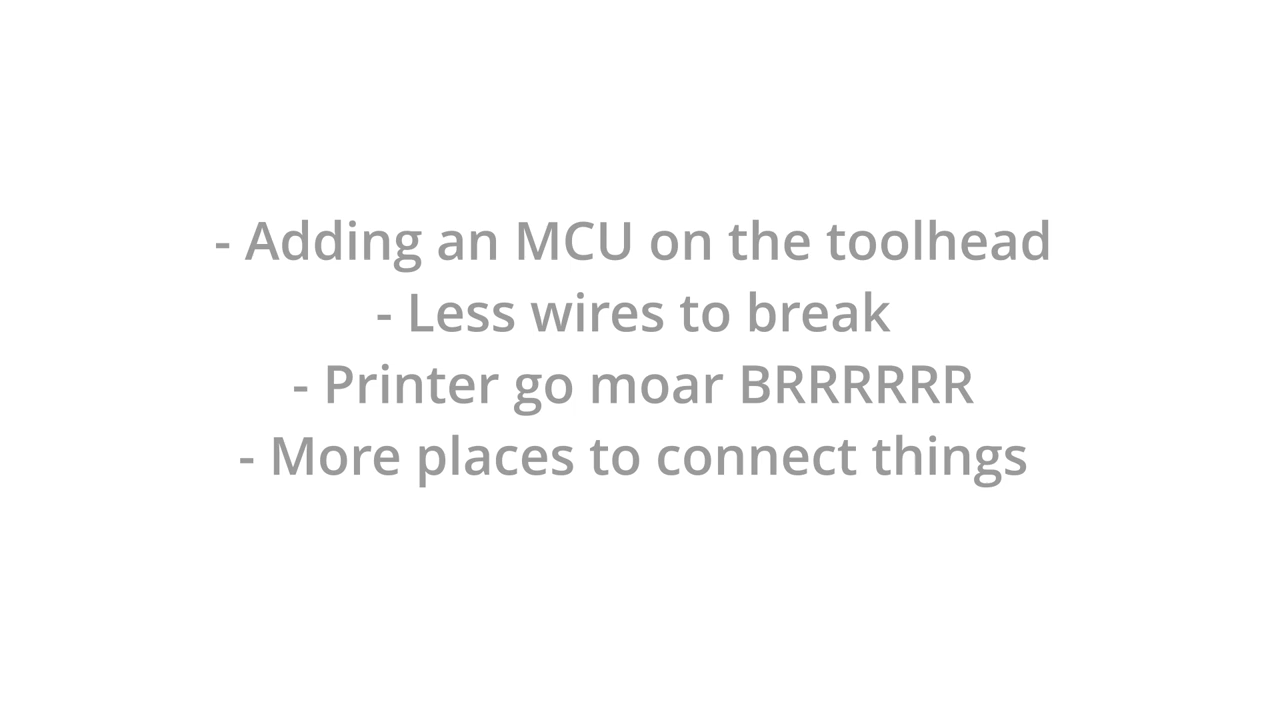 - Adding an MCU on the toolhead
- Less wires to break
- Printer go moar BRRRRRR
- More places to connect things